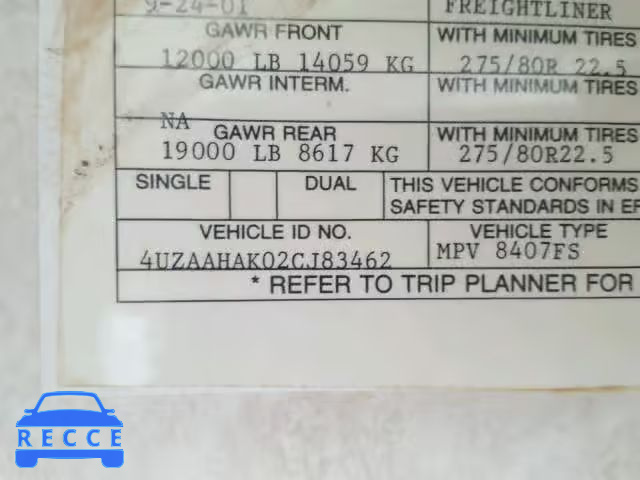 9-24-01 FREIGHTLINER
GAWR FRONT WITH MINIMUM TIRES
12000 LB 14059 KG 275/80R 22.5
GAWR INTERM. WITH MINIMUM TIRES
NA
GAWR REAR WITH MINIMUM TIRES
19000 LB 8617 KG 275/80R22.5
SINGLE DUAL THIS VEHICLE CONFORMS
SAFETY STANDARDS IN EF
VEHICLE ID NO. VEHICLE TYPE
4UZAAHAK02CJ83462 MPV 8407FS
* REFER TO TRIP PLANNER FOR
RECCE